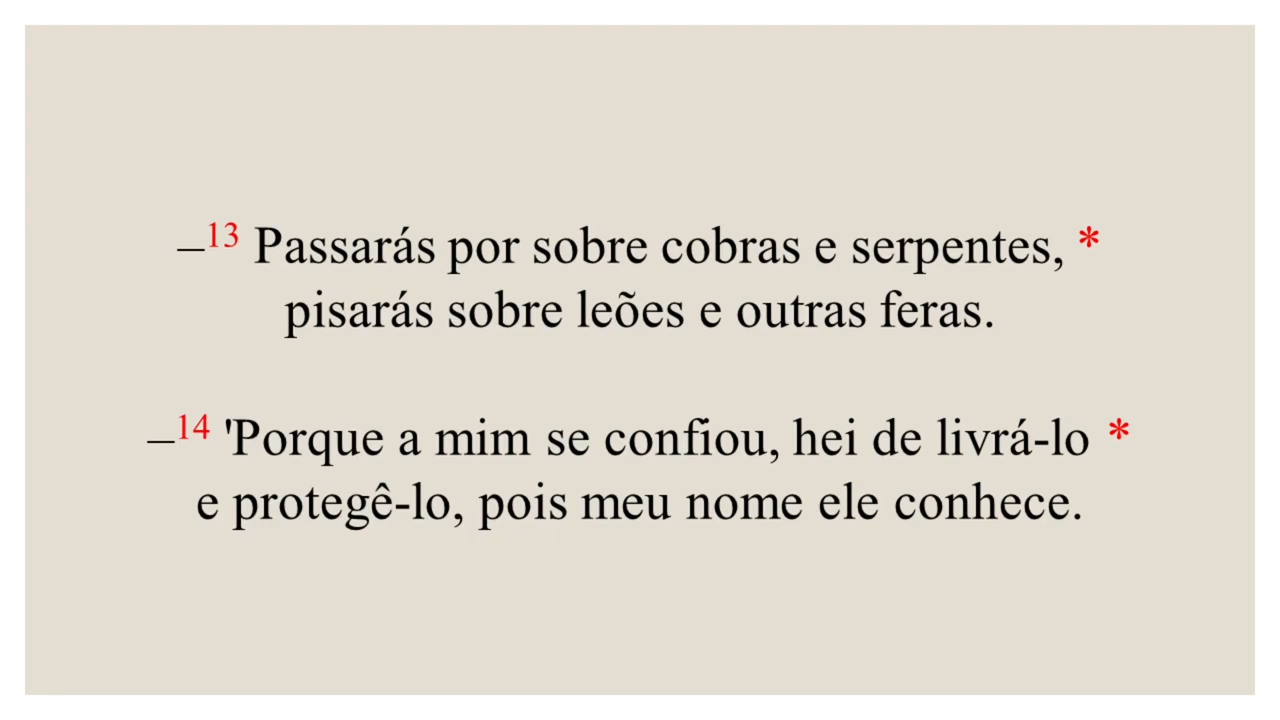 –13 Passarás por sobre cobras e serpentes, *
pisarás sobre leões e outras feras.
–14 'Porque a mim se confiou, hei de livrá-lo *
e protegê-lo, pois meu nome ele conhece.